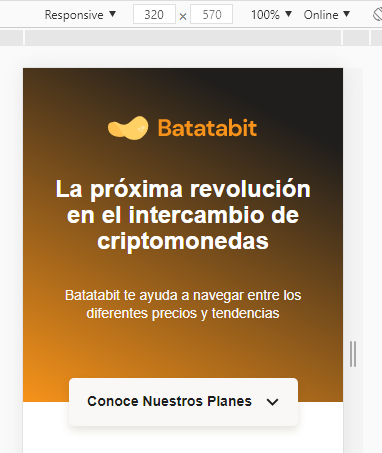 Responsive ▼ 320 × 570 100% ▼ Online ▼
Batatabit
La próxima revolución
en el intercambio de
criptomonedas
Batatabit te ayuda a navegar entre los
diferentes precios y tendencias
Conoce Nuestros Planes